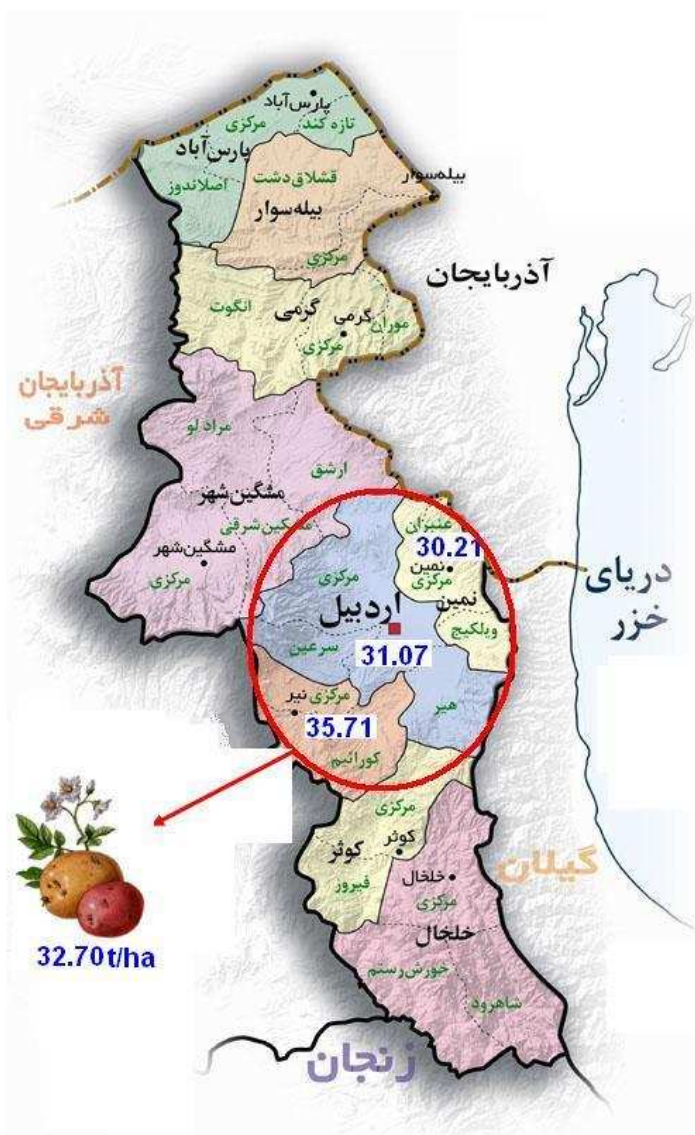 پارس‌آباد
مرکزی
تازه کند
پارس‌آباد
اصلاندوز
قشلاق‌دشت
بیله‌سوار
بیله‌سوار
مرکزی
آذربایجان
انگوت
گرمی
گرمی
موران
مرکزی
آذربایجان
شرقی
مرادلو
ارشق
مشگین‌شهر
مشگین‌شرقی
مشگین‌شهر
مرکزی
عنبران
30.21
نمین
مرکزی
نمین
ویلکیج
دریای
خزر
مرکزی
اردبیل
سرعین
31.07
هیر
مرکزی
نیر
35.71
کورائیم
مرکزی
کوثر
کوثر
فیروز
گیلان
خلخال
مرکزی
خلخال
خورش‌رستم
شاهرود
32.70t/ha
زنجان